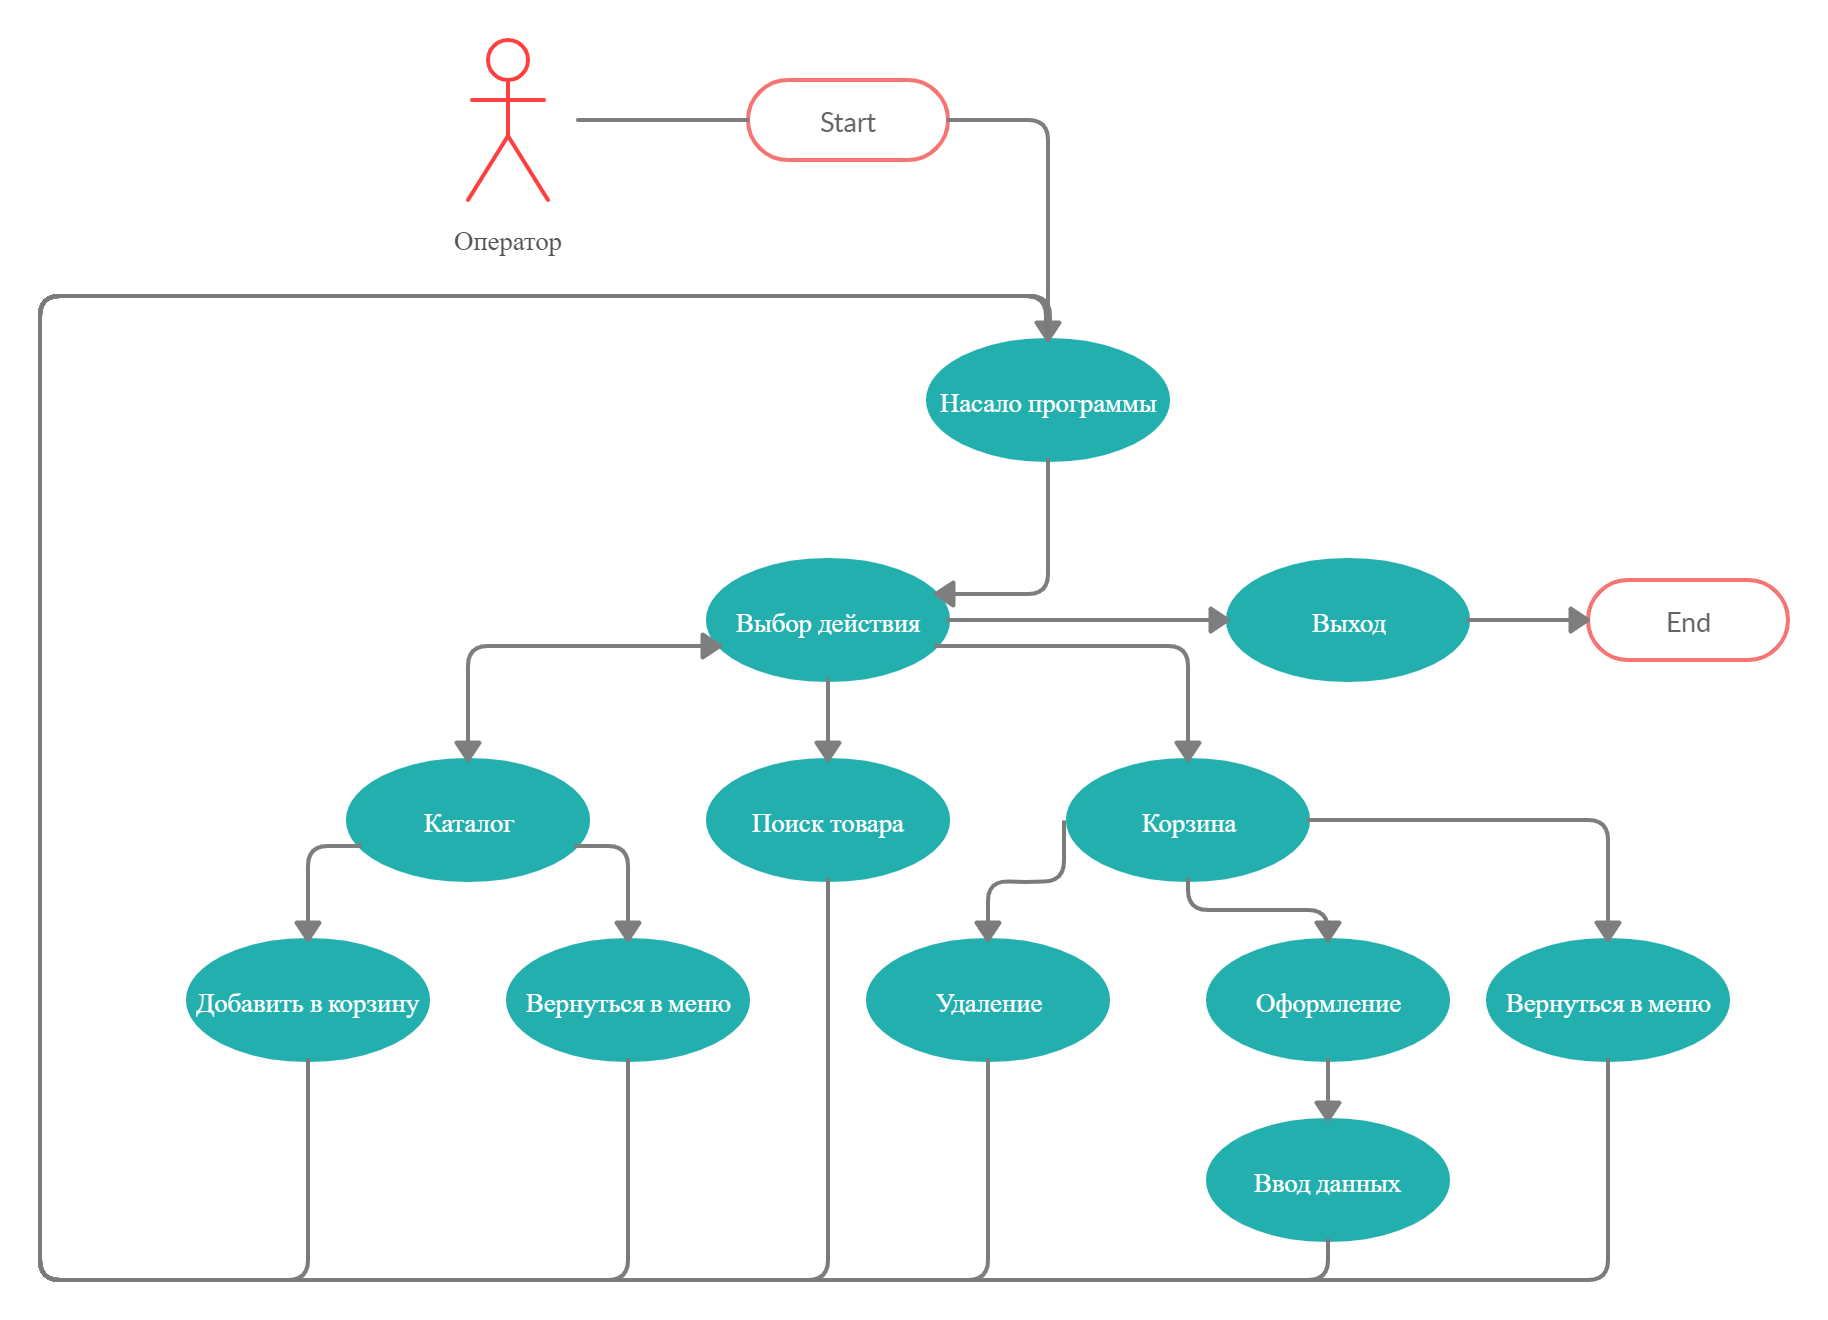 Start
Оператор
Насало программы
Выбор действия
Выход
End
Каталог
Поиск товара
Корзина
Добавить в корзину
Вернуться в меню
Удаление
Оформление
Вернуться в меню
Ввод данных